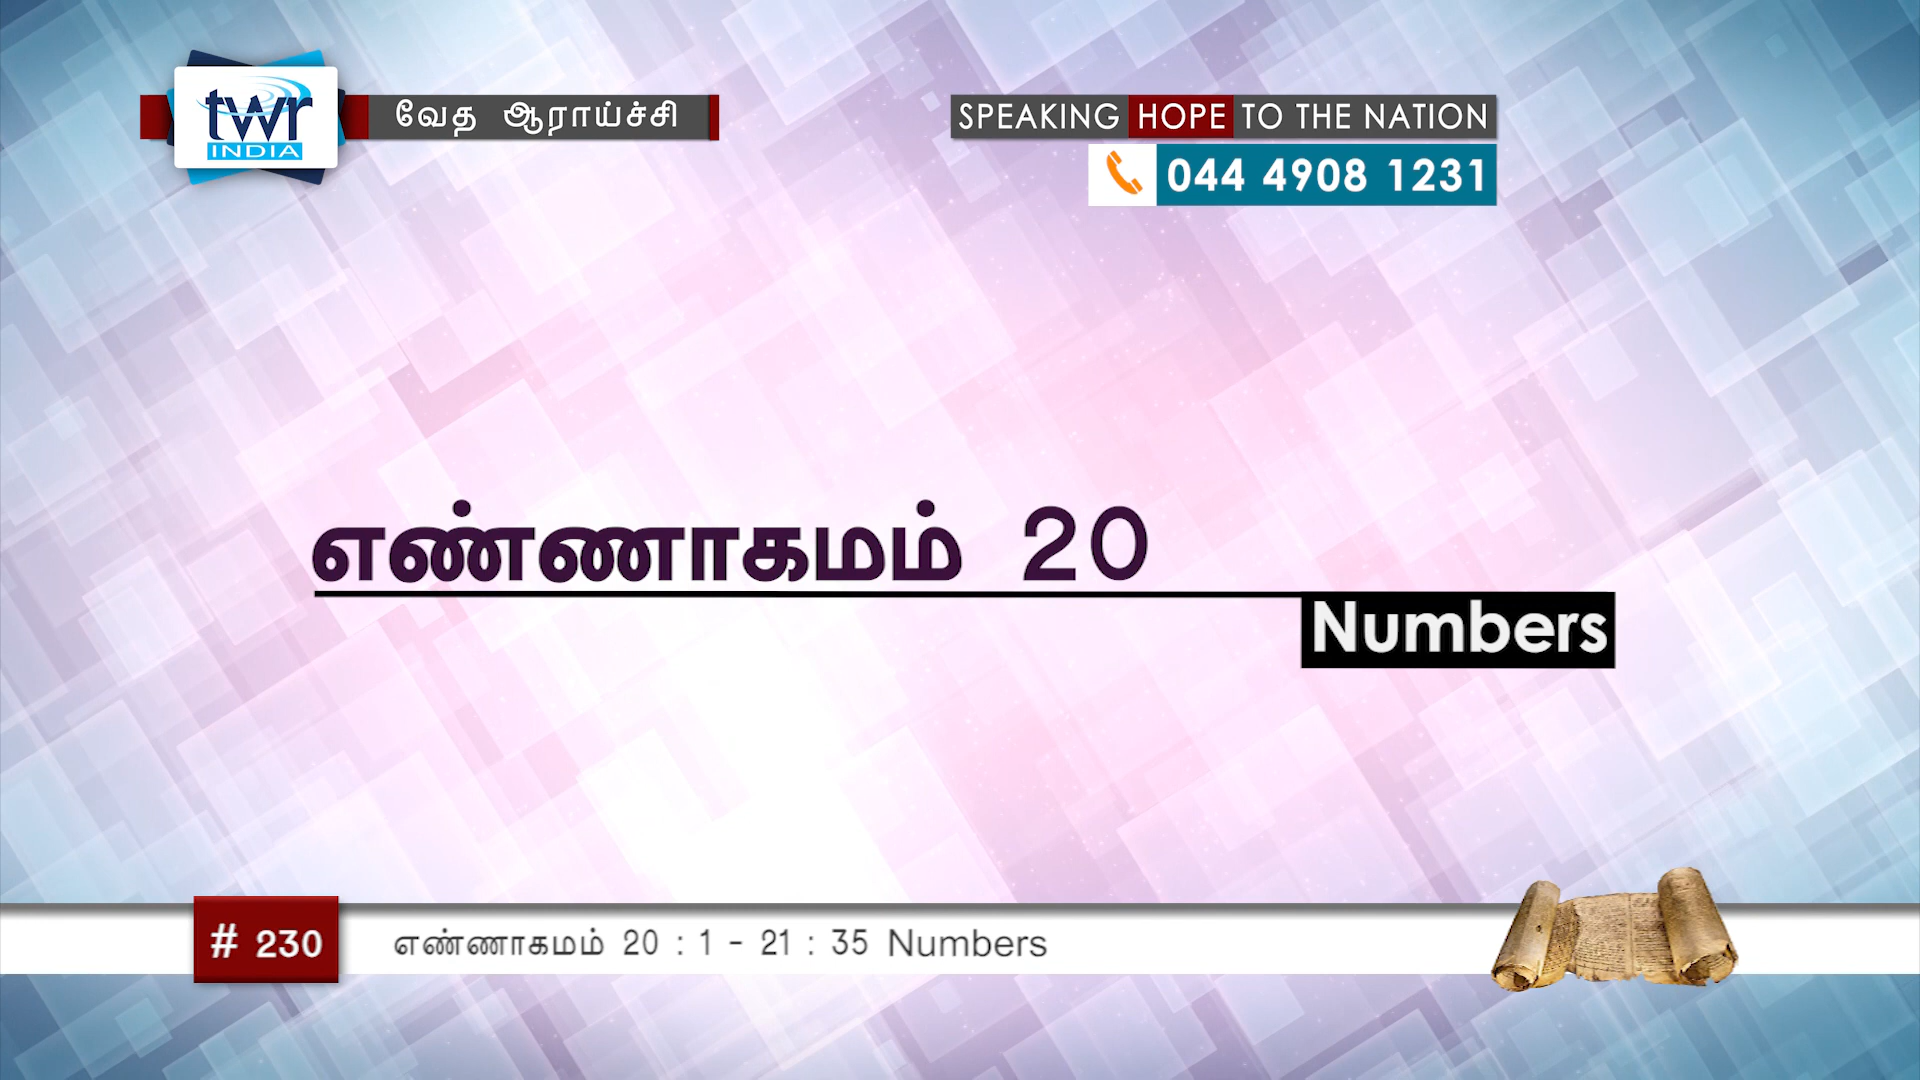 twr
INDIA
வேத ஆராய்ச்சி
SPEAKING HOPE TO THE NATION
044 4908 1231
எண்ணாகமம் 20
Numbers
# 230
எண்ணாகமம் 20 : 1 - 21 : 35 Numbers